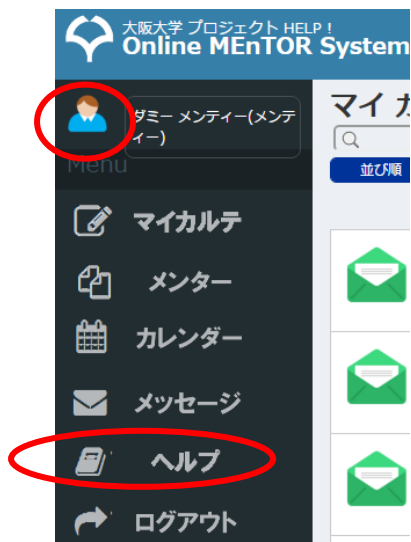 大阪大学 プロジェクト HELP !
Online MEnTOR System
ダミー メンティー(メンテ
ィー)
Menu
マイカルテ
メンター
カレンダー
メッセージ
ヘルプ
ログアウト
マイ カ
並び順